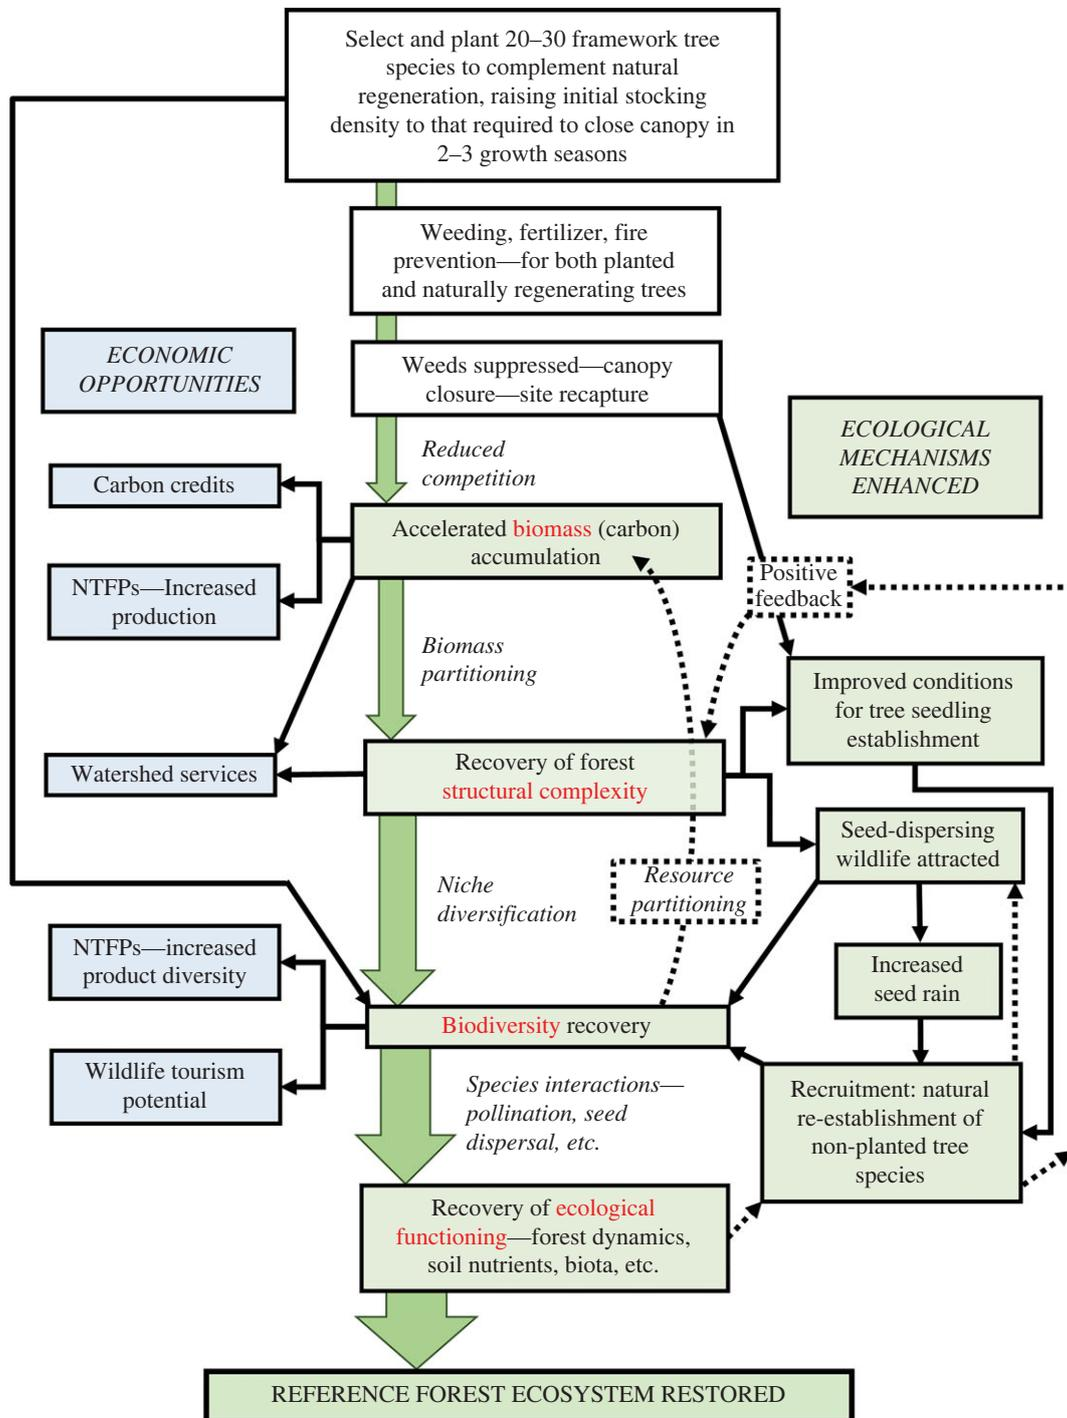 Select and plant 20–30 framework tree
species to complement natural
regeneration, raising initial stocking
density to that required to close canopy in
2–3 growth seasons
Weeding, fertilizer, fire
prevention—for both planted
and naturally regenerating trees
Weeds suppressed—canopy
closure—site recapture
ECONOMIC
OPPORTUNITIES
ECOLOGICAL
MECHANISMS
ENHANCED
Reduced
competition
Carbon credits
Accelerated biomass (carbon)
accumulation
NTFPs—Increased
production
Positive
feedback
Biomass
partitioning
Improved conditions
for tree seedling
establishment
Watershed services
Recovery of forest
structural complexity
Seed-dispersing
wildlife attracted
Niche
diversification
Resource
partitioning
NTFPs—increased
product diversity
Increased
seed rain
Biodiversity recovery
Wildlife tourism
potential
Species interactions—
pollination, seed
dispersal, etc.
Recruitment: natural
re-establishment of
non-planted tree
species
Recovery of ecological
functioning—forest dynamics,
soil nutrients, biota, etc.
REFERENCE FOREST ECOSYSTEM RESTORED